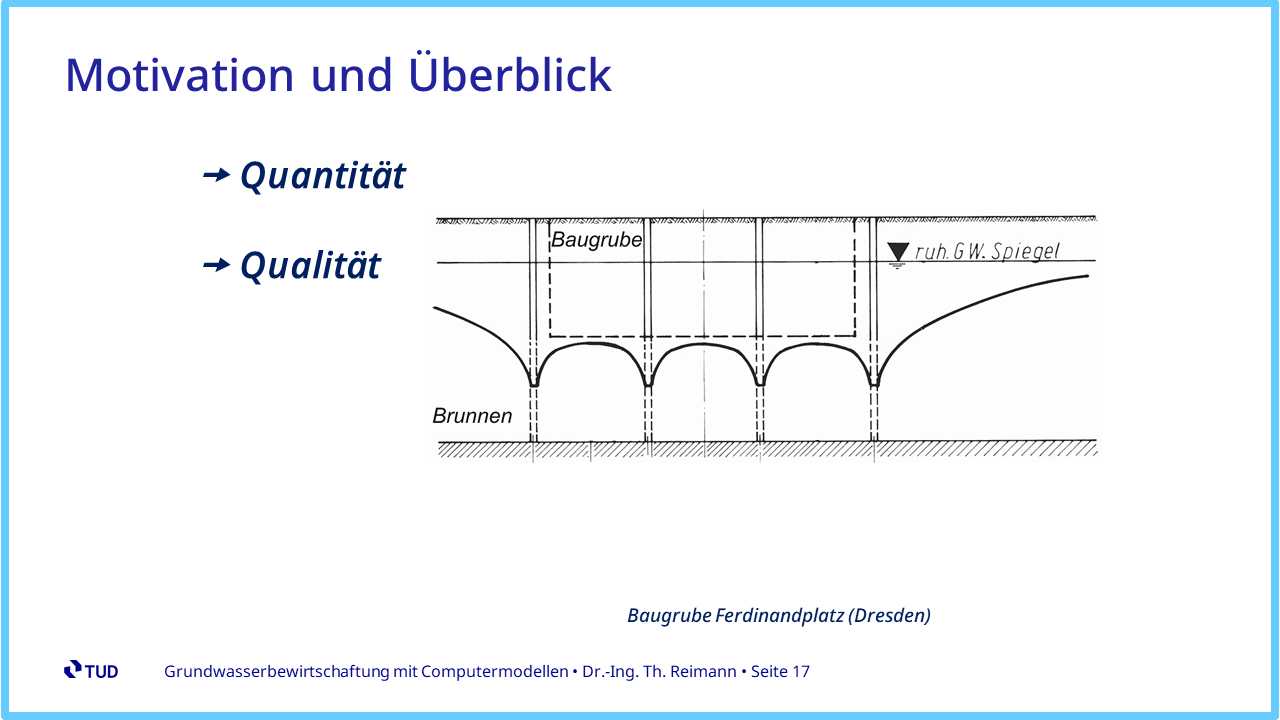 Motivation und Überblick
➞ Quantität
➞ Qualität
Baugrube
ruh. GW. Spiegel
Brunnen
Baugrube Ferdinandplatz (Dresden)
TUD
Grundwasserbewirtschaftung mit Computermodellen • Dr.-Ing. Th. Reimann • Seite 17